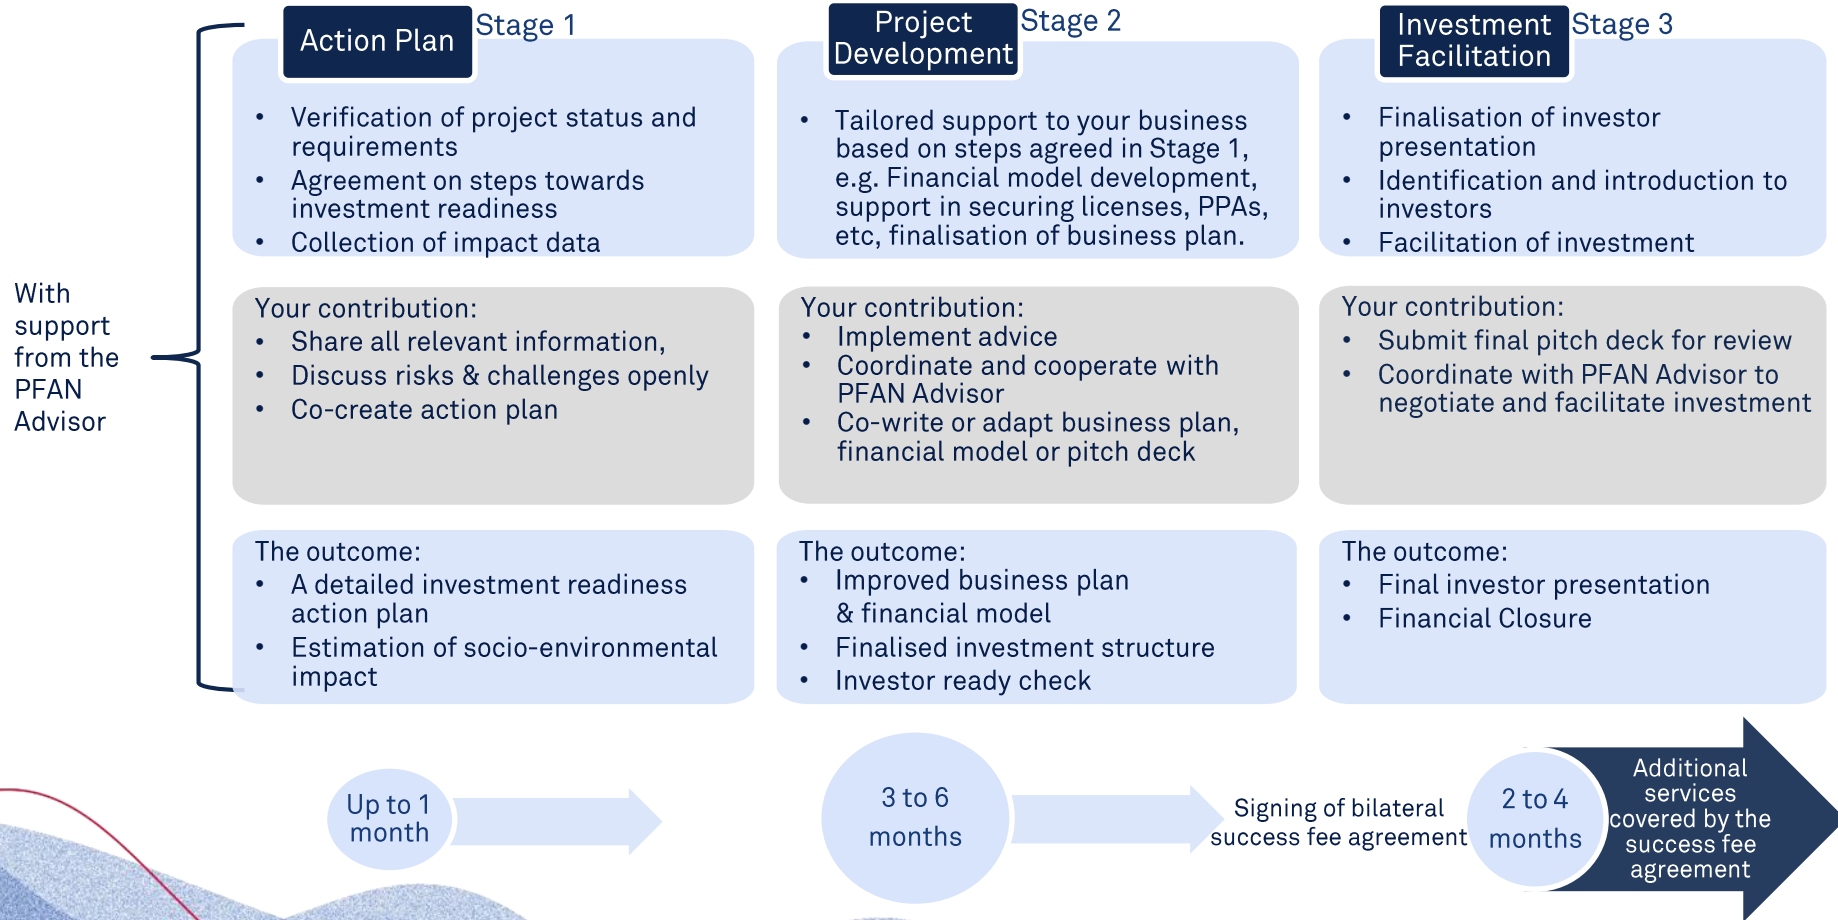 With
support
from the
PFAN
Advisor
Action Plan
Stage 1
• Verification of project status and
requirements
• Agreement on steps towards
investment readiness
• Collection of impact data
Your contribution:
• Share all relevant information,
• Discuss risks & challenges openly
• Co-create action plan
The outcome:
• A detailed investment readiness
action plan
• Estimation of socio-environmental
impact
Up to 1
month
Project
Development
Stage 2
• Tailored support to your business
based on steps agreed in Stage 1,
e.g. Financial model development,
support in securing licenses, PPAs,
etc, finalisation of business plan.
Your contribution:
• Implement advice
• Coordinate and cooperate with
PFAN Advisor
• Co-write or adapt business plan,
financial model or pitch deck
The outcome:
• Improved business plan
& financial model
• Finalised investment structure
• Investor ready check
3 to 6
months
Signing of bilateral
success fee agreement
Investment
Facilitation
Stage 3
• Finalisation of investor
presentation
• Identification and introduction to
investors
• Facilitation of investment
Your contribution:
• Submit final pitch deck for review
• Coordinate with PFAN Advisor to
negotiate and facilitate investment
The outcome:
• Final investor presentation
• Financial Closure
2 to 4
months
Additional
services
covered by the
success fee
agreement